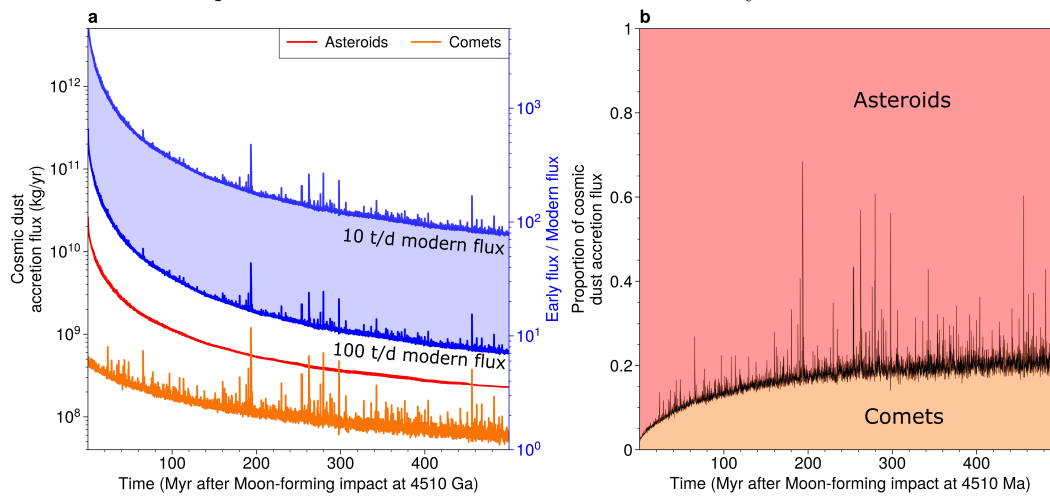 a
Asteroids
Comets
10¹²
10¹¹
10¹⁰
10⁹
10⁸
Cosmic dust
accretion flux (kg/yr)
10 t/d modern flux
100 t/d modern flux
10³
10²
10¹
10⁰
Early flux / Modern flux
100
200
300
400
Time (Myr after Moon-forming impact at 4510 Ga)
b
1
0.8
0.6
0.4
0.2
0
Proportion of cosmic
dust accretion flux
Asteroids
Comets
100
200
300
400
Time (Myr after Moon-forming impact at 4510 Ma)